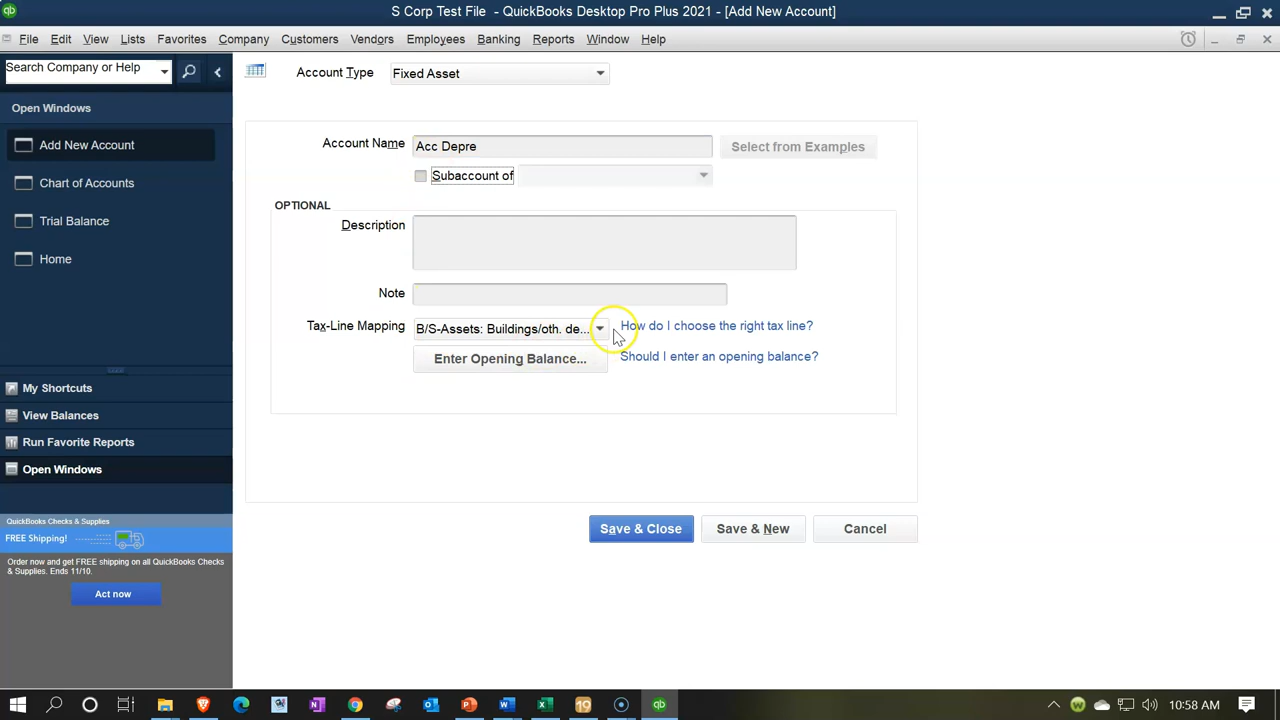 S Corp Test File - QuickBooks Desktop Pro Plus 2021 - [Add New Account]
File Edit View Lists Favorites Company Customers Vendors Employees Banking Reports Window Help
Search Company or Help
Open Windows
Add New Account
Chart of Accounts
Trial Balance
Home
My Shortcuts
View Balances
Run Favorite Reports
Open Windows
QuickBooks Checks & Supplies
FREE Shipping!
Order now and get FREE shipping on all QuickBooks Checks
& Supplies. Ends 11/10.
Act now
Account Type Fixed Asset
Account Name Acc Depre Select from Examples
Subaccount of
OPTIONAL
Description
Note
Tax-Line Mapping B/S-Assets: Buildings/oth. de... How do I choose the right tax line?
Enter Opening Balance... Should I enter an opening balance?
Save & Close Save & New Cancel
10:58 AM